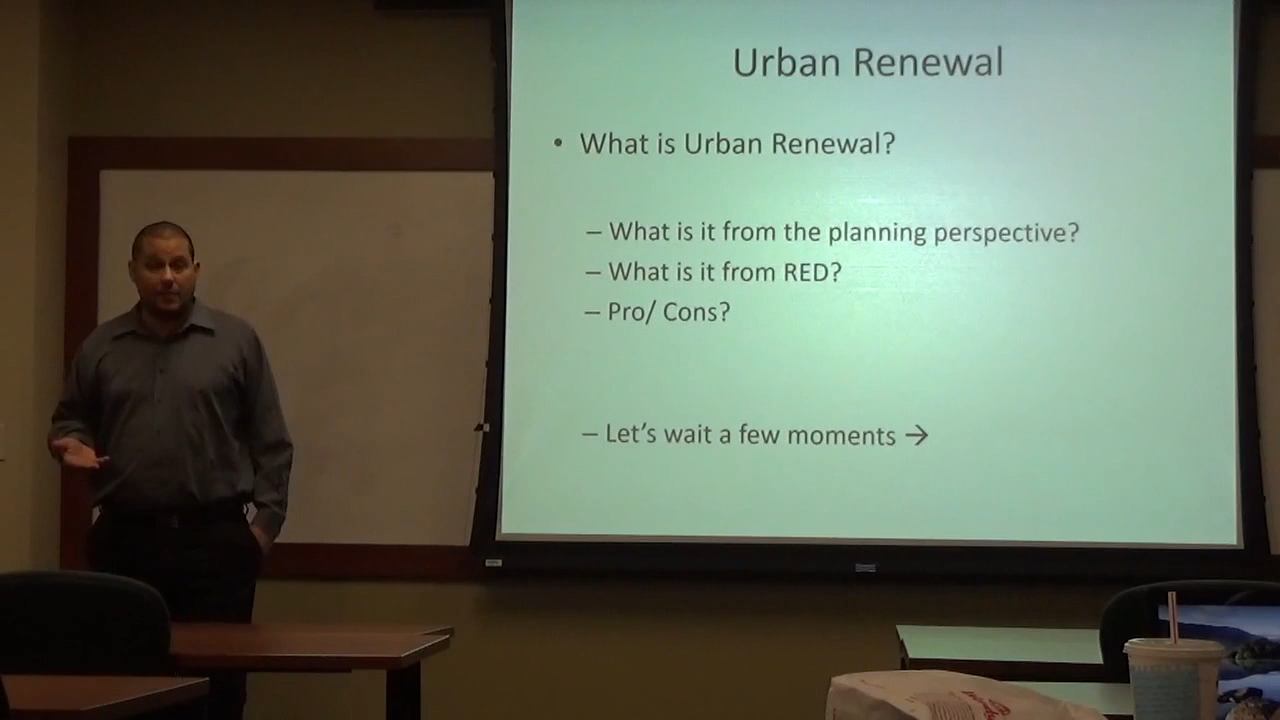 Urban Renewal
• What is Urban Renewal?
– What is it from the planning perspective?
– What is it from RED?
– Pro/ Cons?
– Let's wait a few moments →